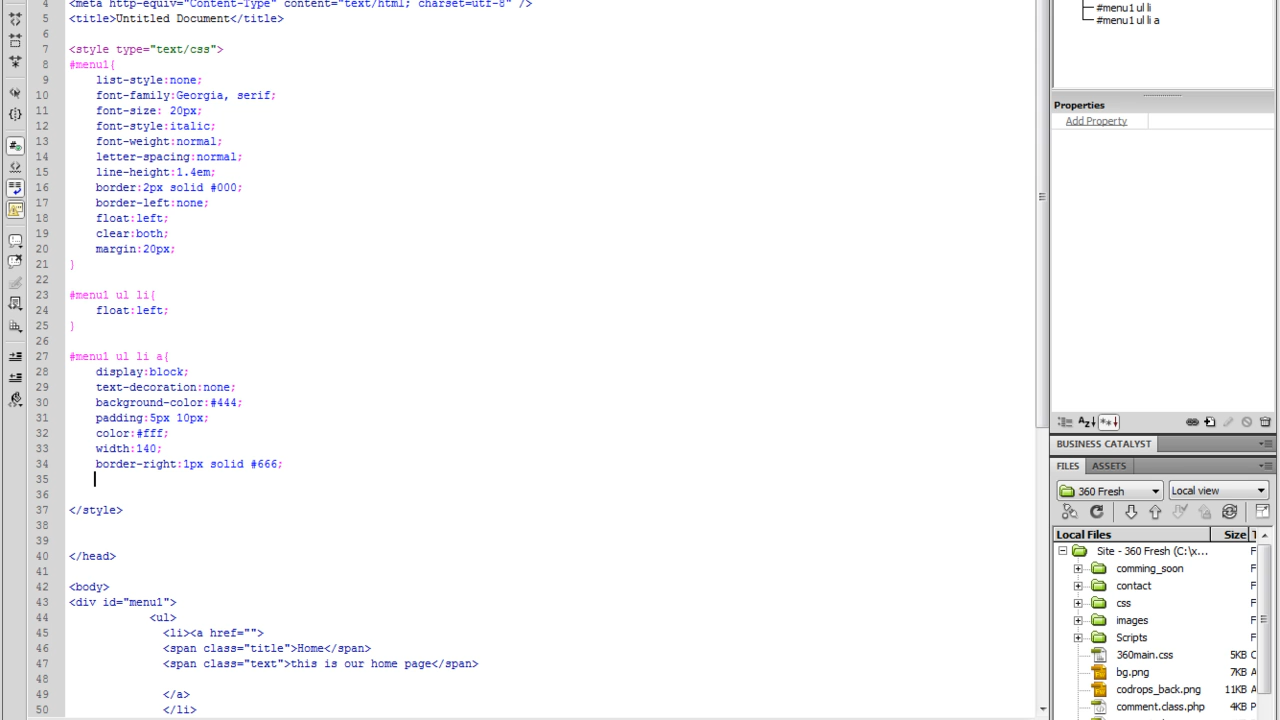 4 <meta http-equiv="Content-Type" content="text/html; charset=utf-8" />
5 <title>Untitled Document</title>
6
7 <style type="text/css">
8 #menu1{
9 list-style:none;
10 font-family:Georgia, serif;
11 font-size: 20px;
12 font-style:italic;
13 font-weight:normal;
14 letter-spacing:normal;
15 line-height:1.4em;
16 border:2px solid #000;
17 border-left:none;
18 float:left;
19 clear:both;
20 margin:20px;
21 }
22
23 #menu1 ul li{
24 float:left;
25 }
26
27 #menu1 ul li a{
28 display:block;
29 text-decoration:none;
30 background-color:#444;
31 padding:5px 10px;
32 color:#fff;
33 width:140;
34 border-right:1px solid #666;
35
36
37 </style>
38
39
40 </head>
41
42 <body>
43 <div id="menu1">
44 <ul>
45 <li><a href="">
46 <span class="title">Home</span>
47 <span class="text">this is our home page</span>
48
49 </a>
50 </li>
#menu1 ul li
#menu1 ul li a
Properties
Add Property
BUSINESS CATALYST
FILES ASSETS
360 Fresh Local view
Local Files Size T
Site - 360 Fresh (C:\x... F
comming_soon F
contact F
css F
images F
Scripts F
360main.css 5KB C
bg.png 7KB A
codrops_back.png 11KB A
comment.class.php 4KB P